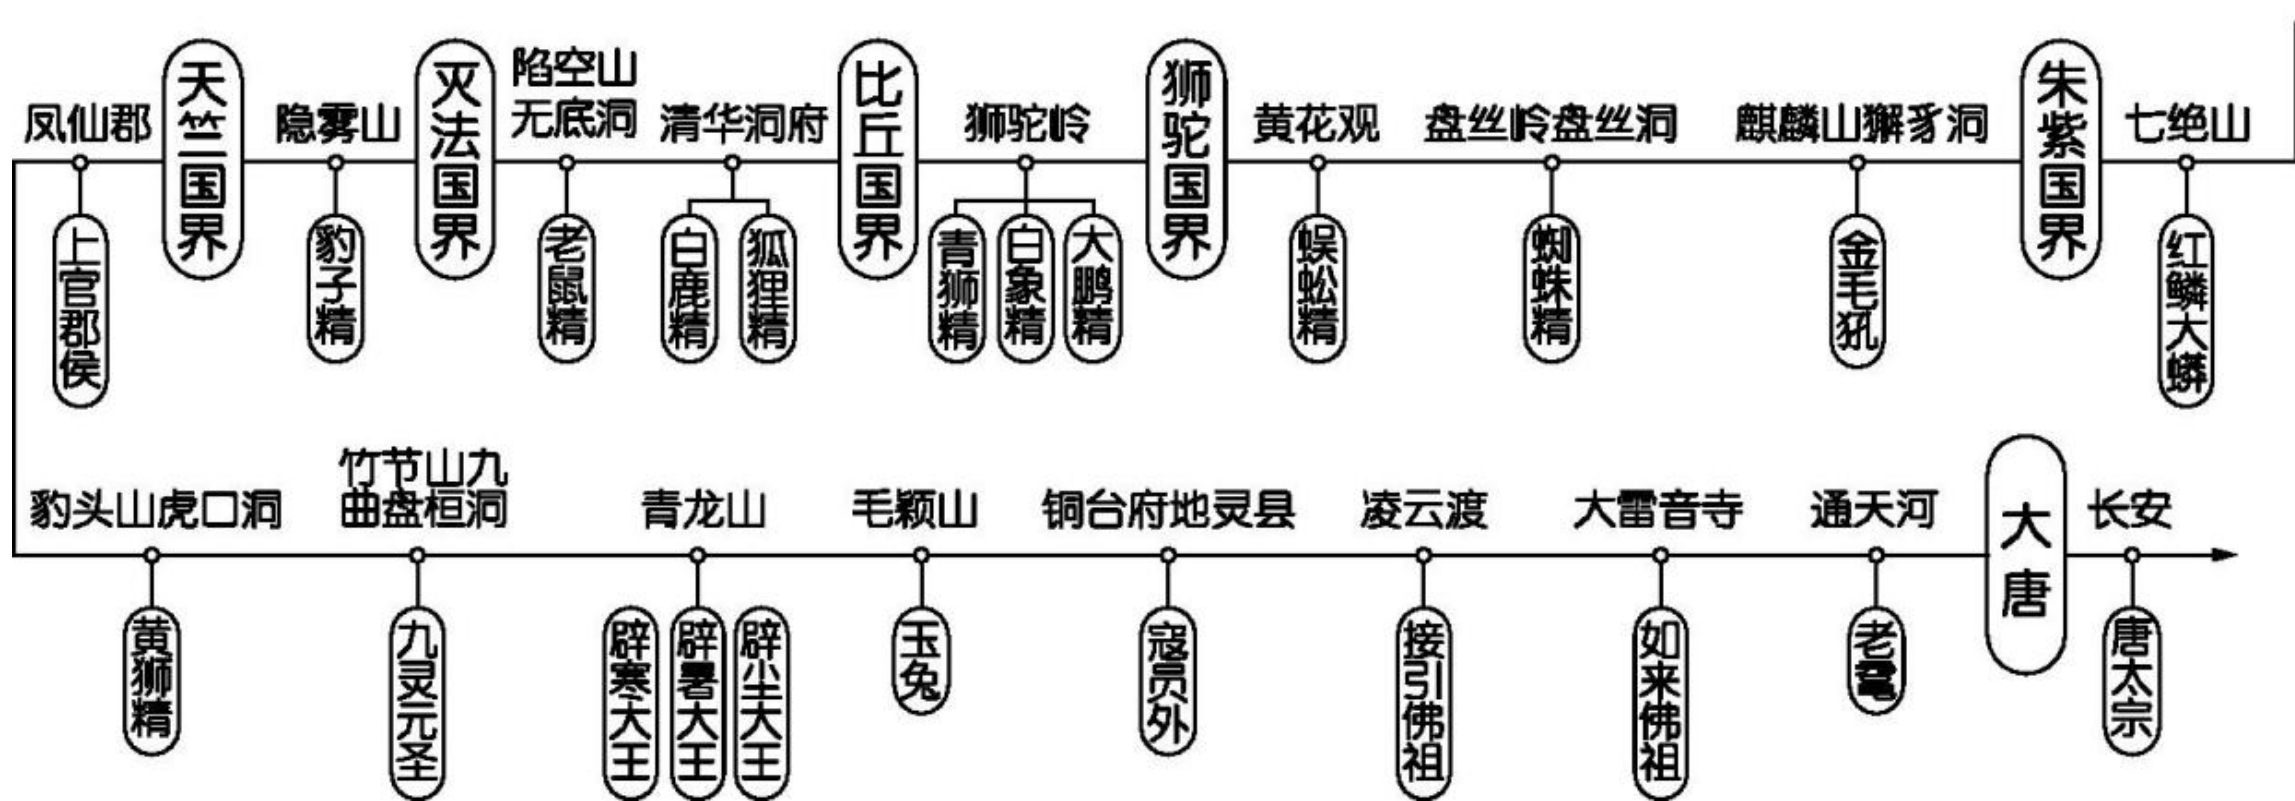 凤仙郡
天竺国界
隐雾山
灭法国界
陷空山
无底洞
清华洞府
比丘国界
狮驼岭
狮驼国界
黄花观
盘丝岭盘丝洞
麒麟山獬豸洞
朱紫国界
七绝山
上官郡侯
豹子精
老鼠精
白鹿精
狐狸精
青狮精
白象精
大鹏精
蜈蚣精
蜘蛛精
金毛犼
红鳞大蟒
豹头山虎口洞
竹节山九
曲盘桓洞
青龙山
毛颖山
铜台府地灵县
凌云渡
大雷音寺
通天河
大唐
长安
黄狮精
九灵元圣
辟寒大王
辟暑大王
辟尘大王
玉兔
寇员外
接引佛祖
如来佛祖
老鼋
唐太宗